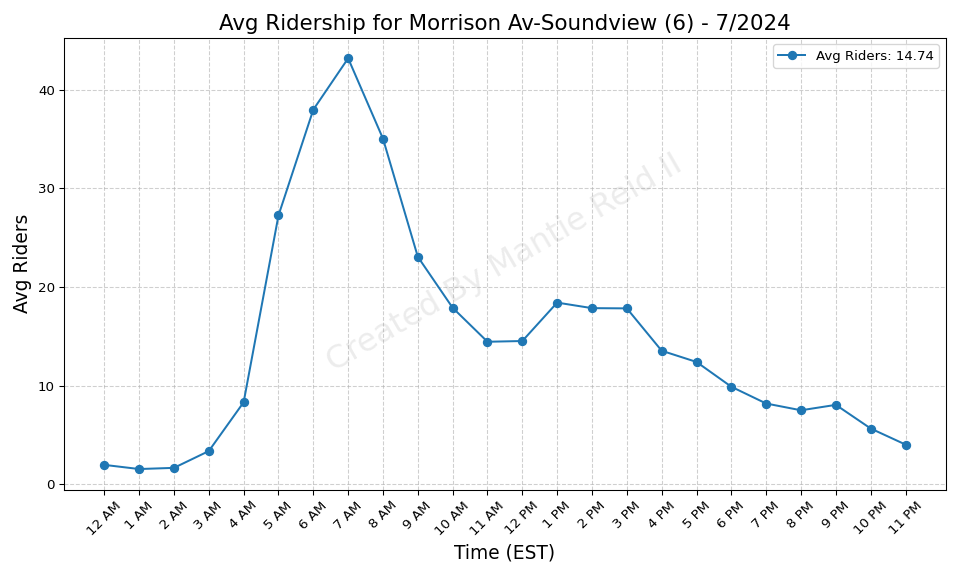 Avg Ridership for Morrison Av-Soundview (6) - 7/2024
Avg Riders: 14.74
Avg Riders
40
30
20
10
0
Created By Mantie Reid II
12 AM
1 AM
2 AM
3 AM
4 AM
5 AM
6 AM
7 AM
8 AM
9 AM
10 AM
11 AM
12 PM
1 PM
2 PM
3 PM
4 PM
5 PM
6 PM
7 PM
8 PM
9 PM
10 PM
11 PM
Time (EST)